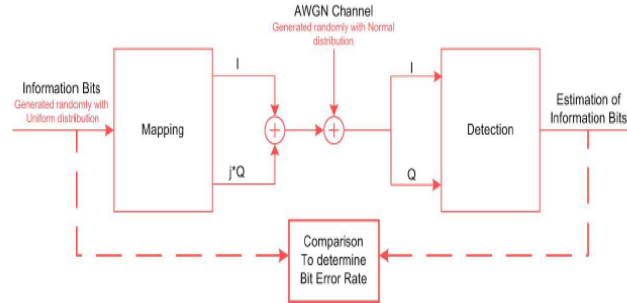 AWGN Channel
Generated randomly with Normal
distribution
Information Bits
Generated randomly with
Uniform distribution
Mapping
I
j*Q
+
+
I
Q
Detection
Estimation of
Information Bits
Comparison
To determine
Bit Error Rate